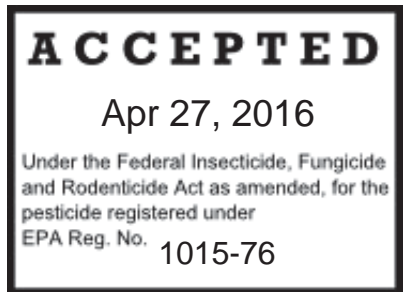 ACCEPTED
Apr 27, 2016
Under the Federal Insecticide, Fungicide
and Rodenticide Act as amended, for the
pesticide registered under
EPA Reg. No. 1015-76